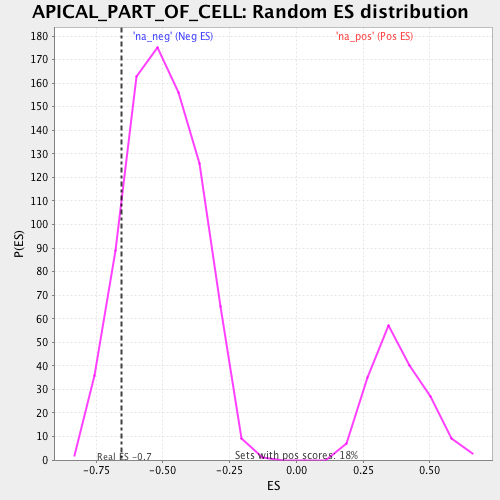 APICAL_PART_OF_CELL: Random ES distribution
'na_neg' (Neg ES)
'na_pos' (Pos ES)
180
170
160
150
140
130
120
110
100
90
80
70
60
50
40
30
20
10
0
P(ES)
Real ES -0.7
Sets with pos scores: 18%
-0.75 -0.50 -0.25 0.00 0.25 0.50
ES